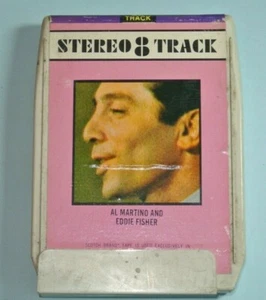 TRACK
STEREO 8 TRACK
AL MARTINO AND
EDDIE FISHER